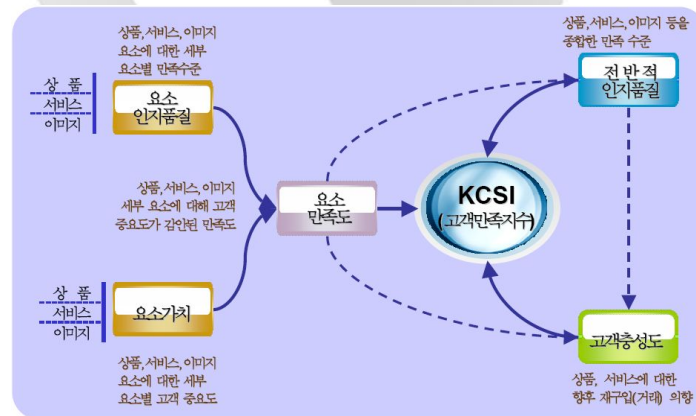 상품,서비스,이미지
요소에 대한 세부
요소별 만족수준
상 품
서비스
이미지
요소
인지품질
상품,서비스,이미지 등을
종합한 만족 수준
전 반 적
인지품질
상품,서비스,이미지
세부 요소에 대해 고객
중요도가 감안된 만족도
요소
만족도
KCSI
(고객만족지수)
상 품
서비스
이미지
요소가치
상품,서비스,이미지
요소에 대한 세부
요소별 고객 중요도
고객충성도
상품, 서비스에 대한
향후 재구입(거래) 의향